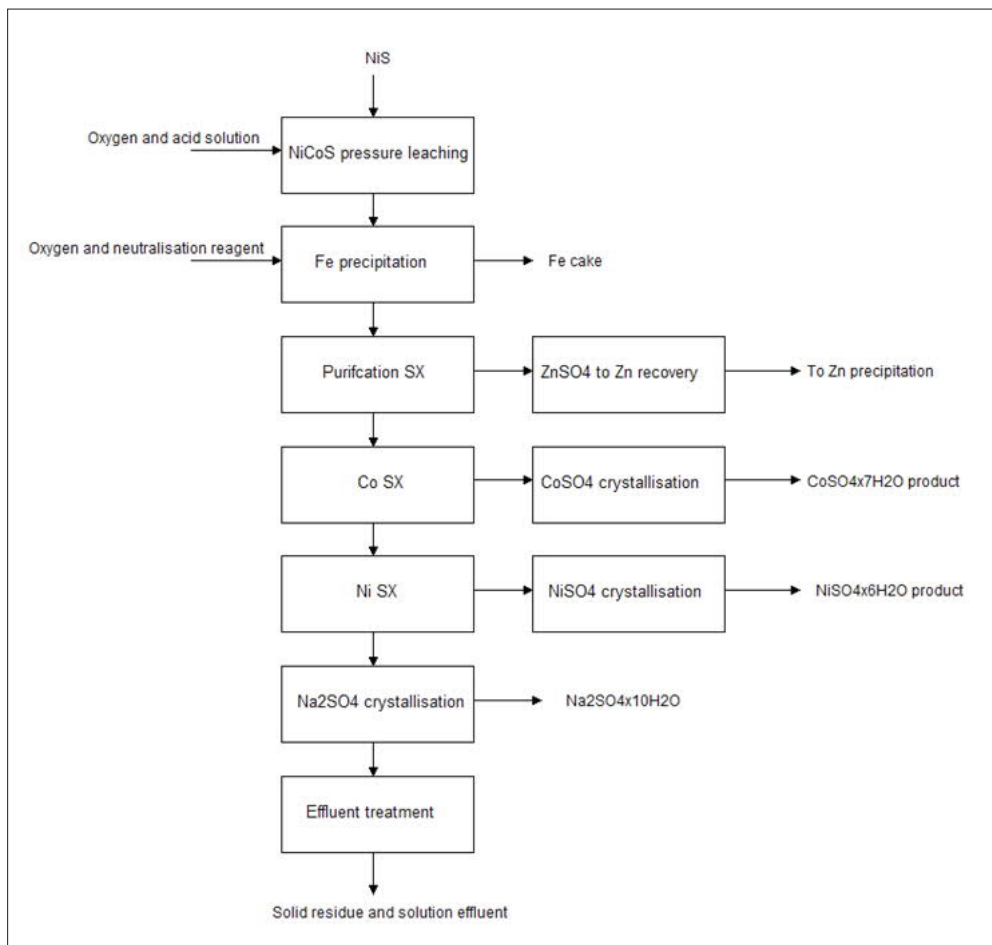 NiS
Oxygen and acid solution
NiCoS pressure leaching
Oxygen and neutralisation reagent
Fe precipitation
Fe cake
Purifcation SX
ZnSO4 to Zn recovery
To Zn precipitation
Co SX
CoSO4 crystallisation
CoSO4x7H2O product
Ni SX
NiSO4 crystallisation
NiSO4x6H2O product
Na2SO4 crystallisation
Na2SO4x10H2O
Effluent treatment
Solid residue and solution effluent